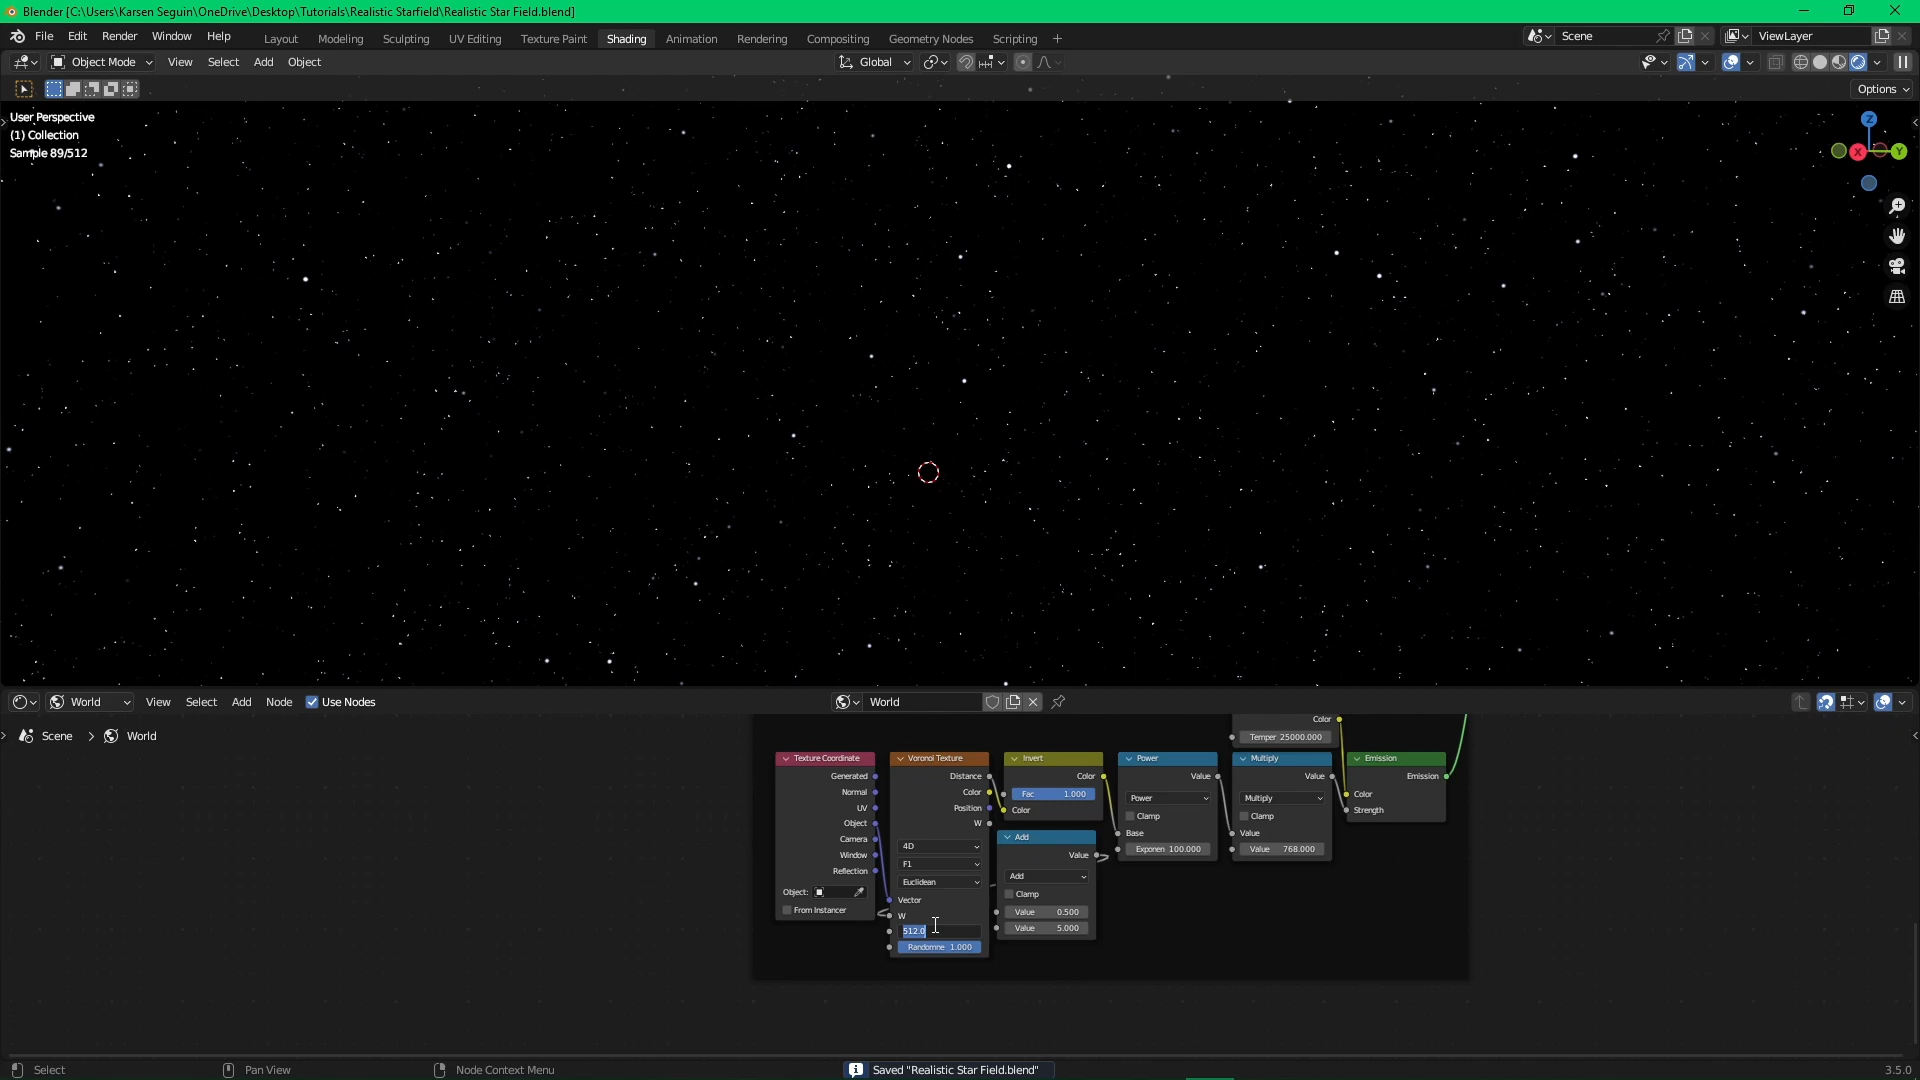 Blender [C:\Users\Karsen Seguin\OneDrive\Desktop\Tutorials\Realistic Starfield\Realistic Star Field.blend]
File Edit Render Window Help Layout Modeling Sculpting UV Editing Texture Paint Shading Animation Rendering Compositing Geometry Nodes Scripting + Scene ViewLayer
Object Mode View Select Add Object Global
Options
User Perspective
(1) Collection
Sample 89/512
Z
X Y
World View Select Add Node Use Nodes World
Scene > World
Color
Temper 25000.000
Texture Coordinate Voronoi Texture Invert Power Multiply Emission
Generated Distance Color Value Value Emission
Normal Color Fac 1.000 Power Multiply Color
UV Position Color Clamp Clamp Strength
Object W Base Value
Camera 4D Add Exponen 100.000 Value 768.000
Window F1 Value
Reflection Euclidean Add
Object: Vector Clamp
From Instancer W Value 0.500
512.0 Value 5.000
Randomne 1.000
Select Pan View Node Context Menu Saved "Realistic Star Field.blend" 3.5.0